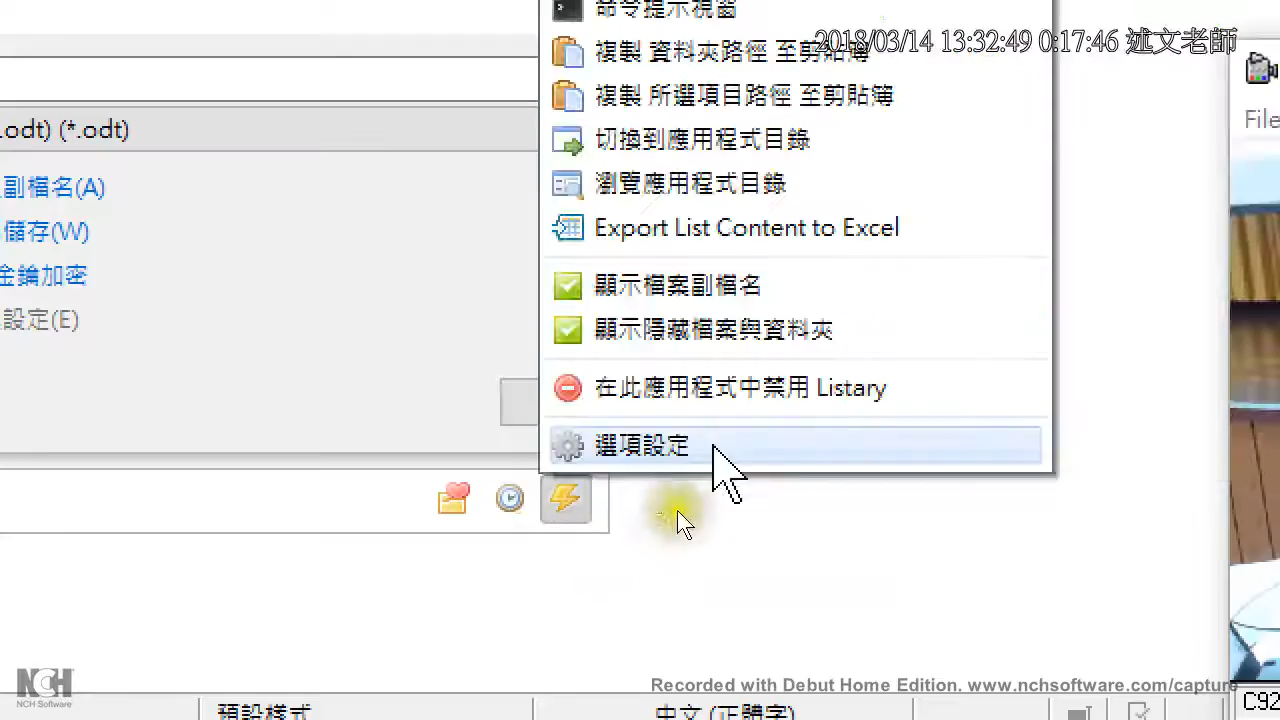 命令提示視窗
2018/03/14 13:32:49 0:17:46 述文老師
複製 資料夾路徑 至剪貼簿
複製 所選項目路徑 至剪貼簿
File
.odt) (*.odt)
切換到應用程式目錄
副檔名(A)
瀏覽應用程式目錄
儲存(W)
Export List Content to Excel
金鑰加密
顯示檔案副檔名
設定(E)
顯示隱藏檔案與資料夾
在此應用程式中禁用 Listary
選項設定
NCH
NCH Software
Recorded with Debut Home Edition. www.nchsoftware.com/capture
預設樣式
中文 (正體字)
C92